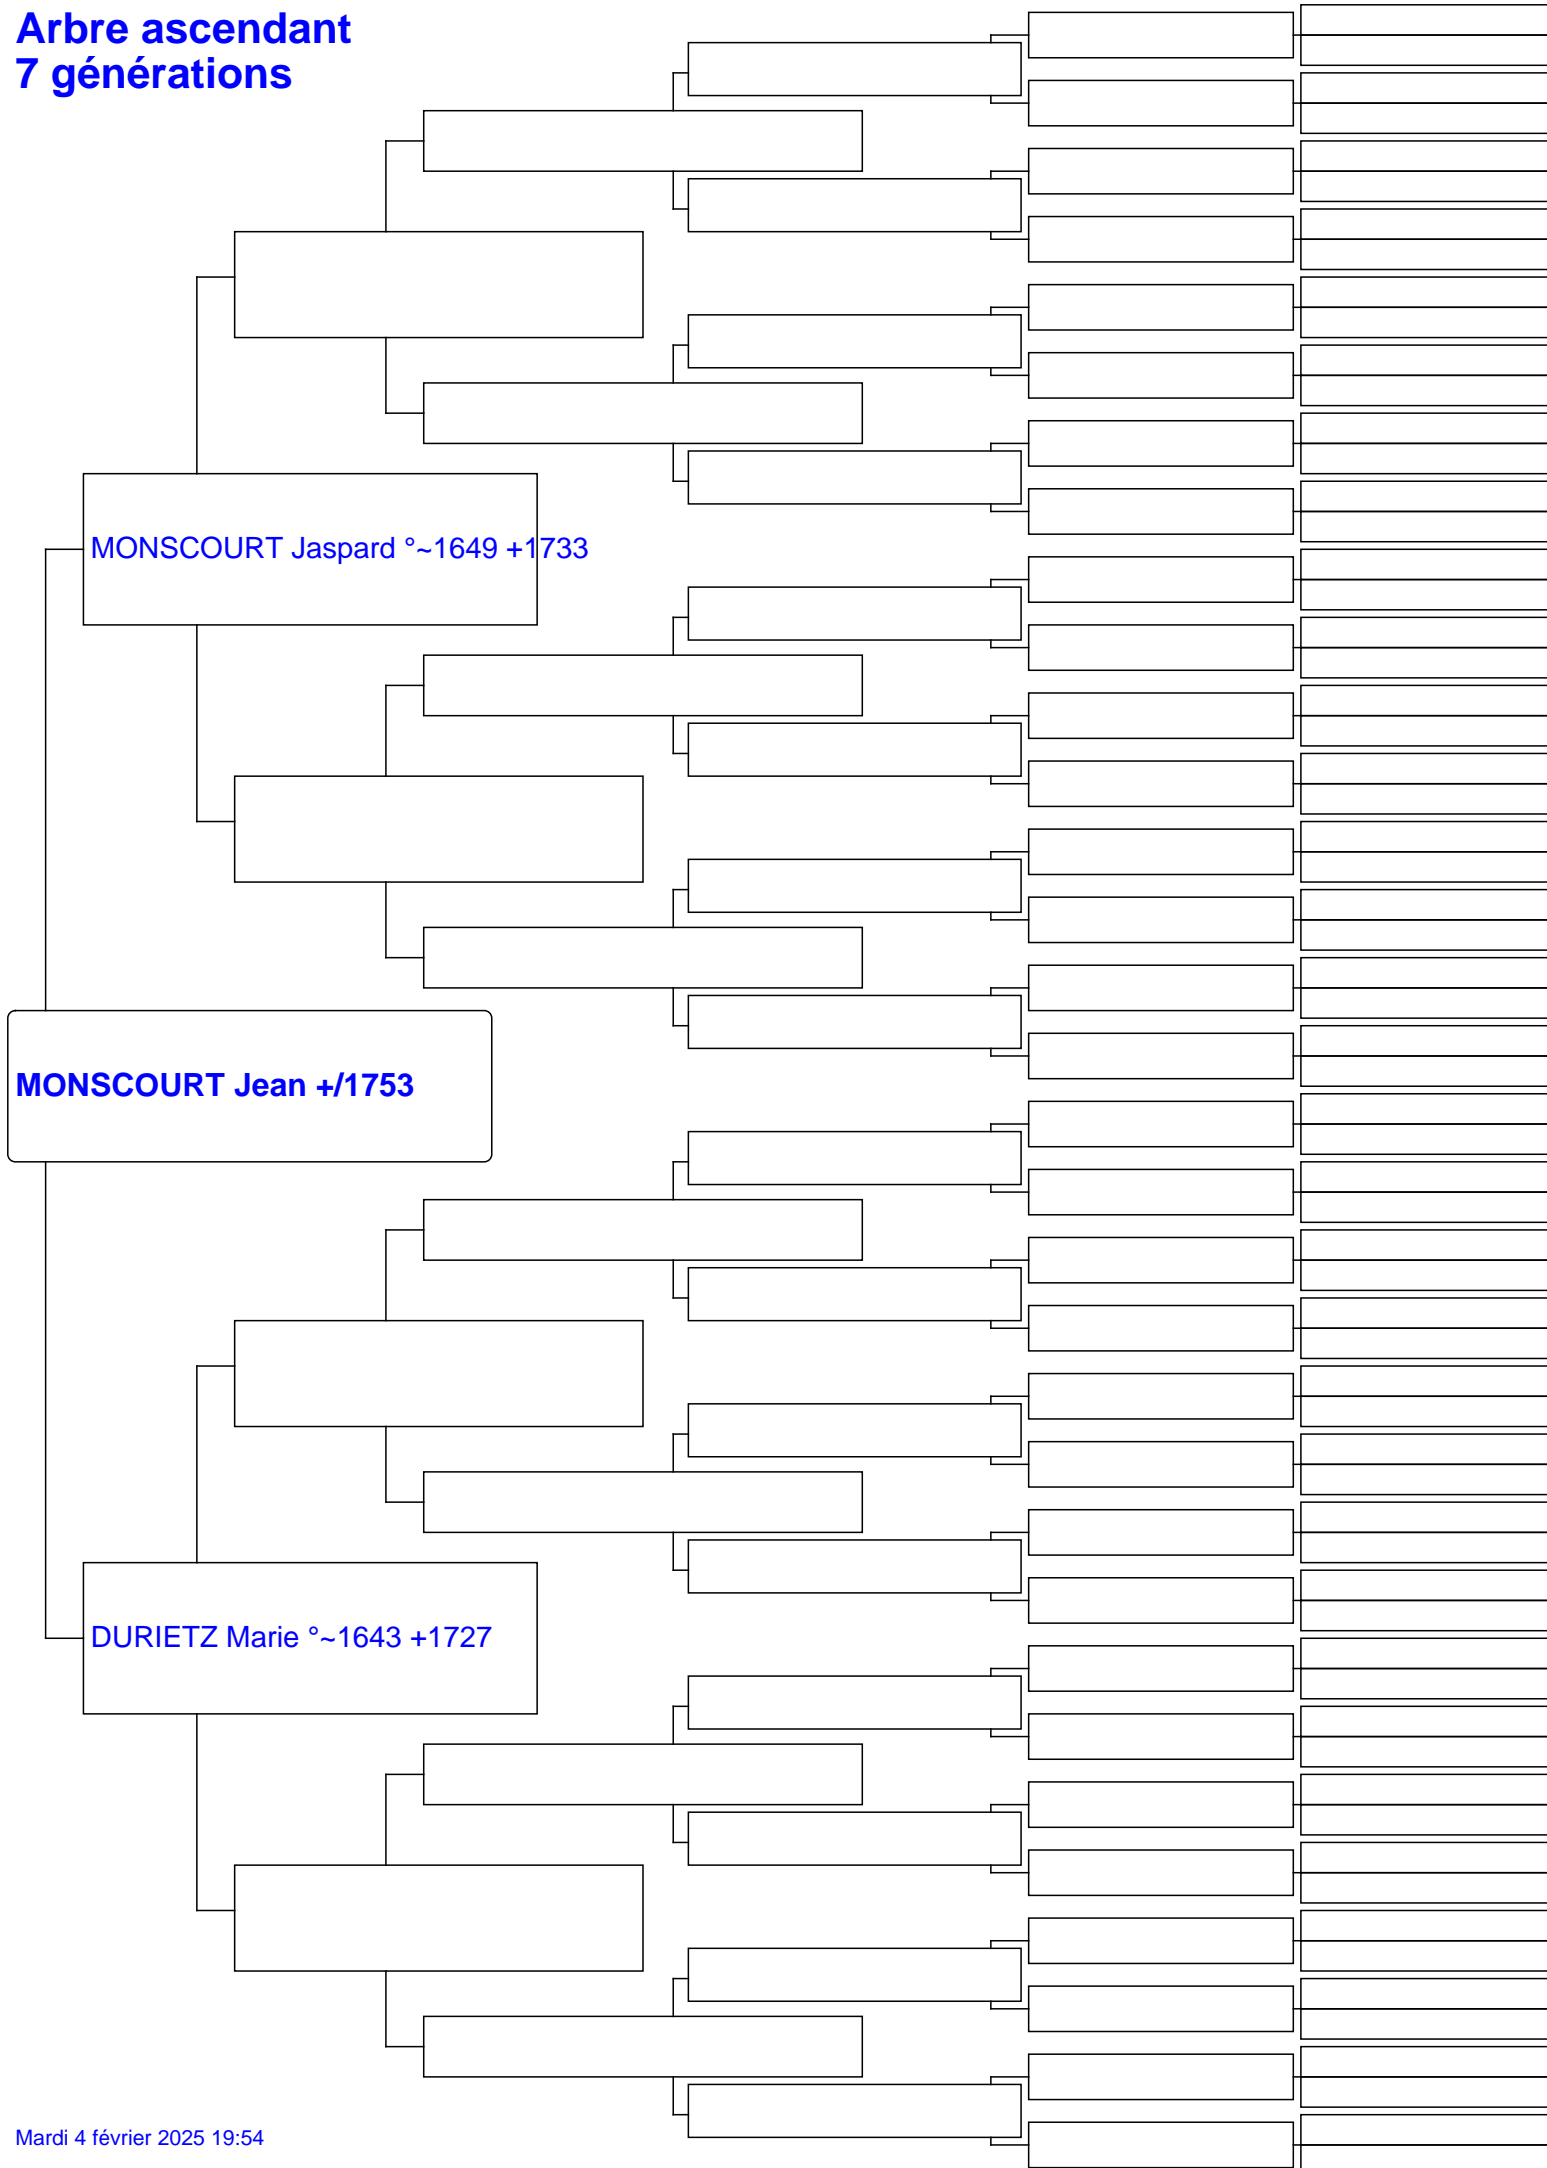 Arbre ascendant
7 générations
MONSCOURT Jaspard °~1649 +1733
MONSCOURT Jean +/1753
DURIETZ Marie °~1643 +1727
Mardi 4 février 2025 19:54